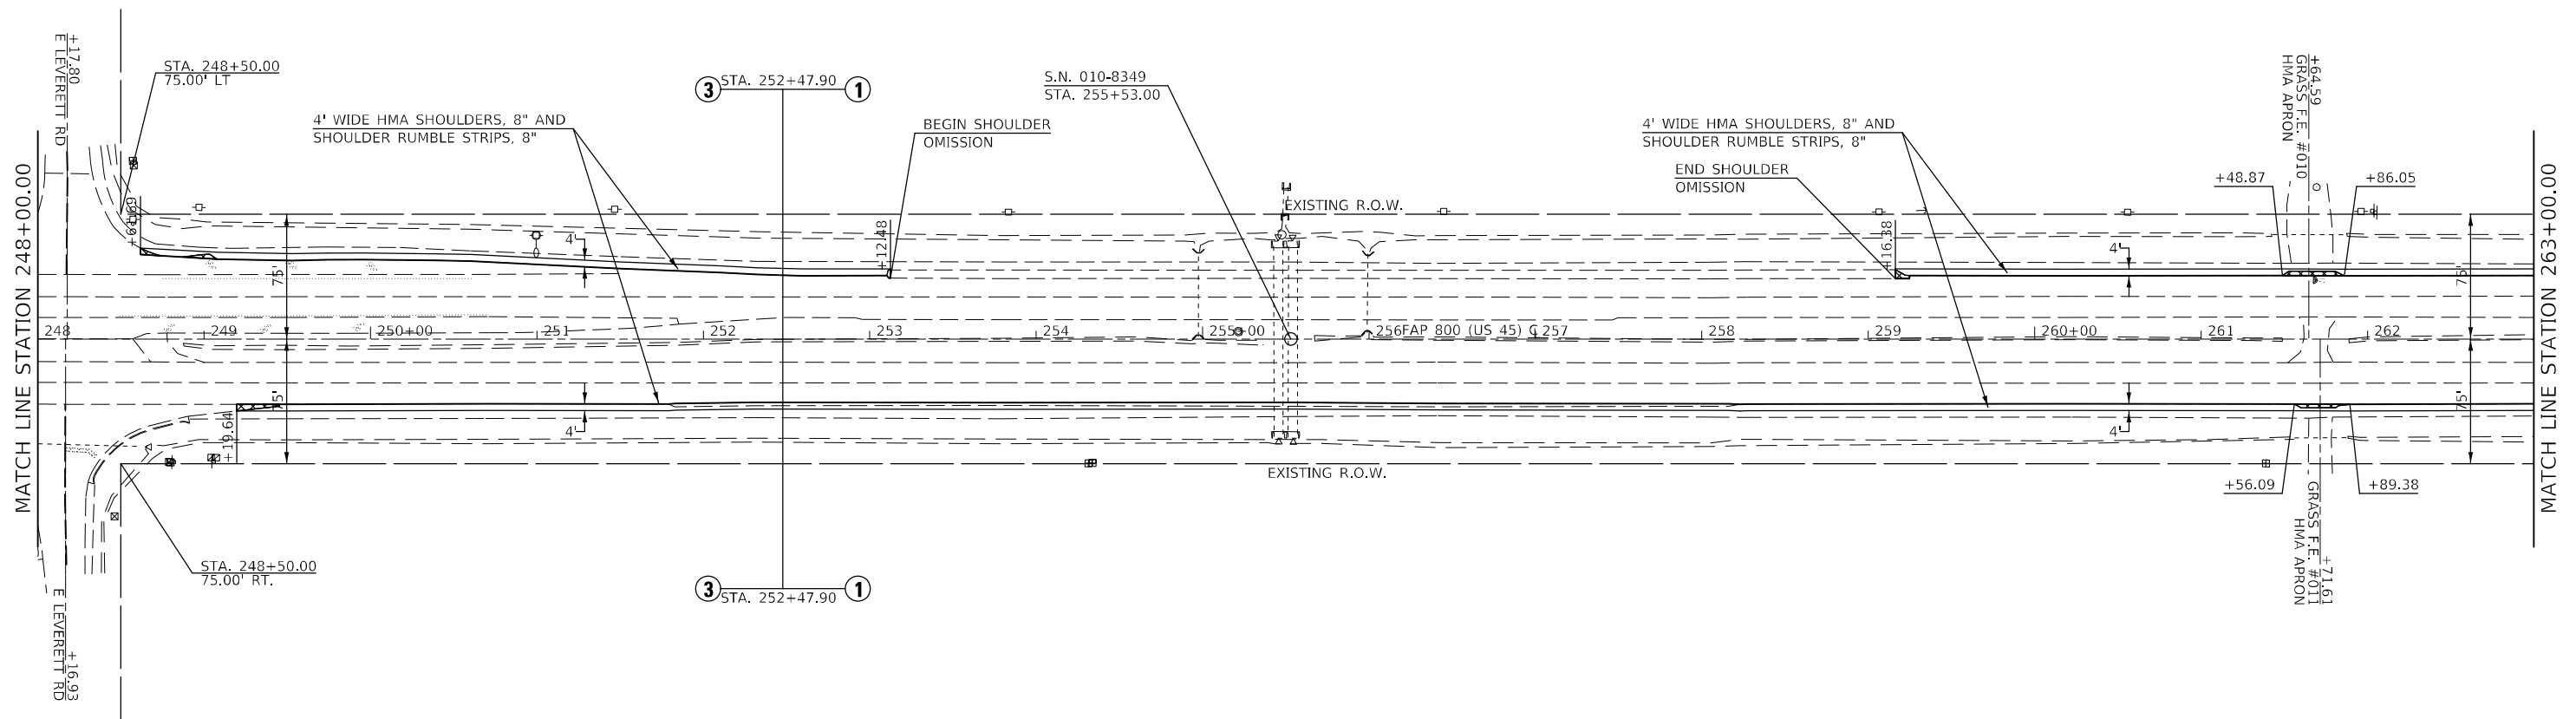 +17.80
E LEVERETT RD
STA. 248+50.00
75.00' LT
3 STA. 252+47.90 1
S.N. 010-8349
STA. 255+53.00
4' WIDE HMA SHOULDERS, 8" AND
SHOULDER RUMBLE STRIPS, 8"
BEGIN SHOULDER
OMISSION
4' WIDE HMA SHOULDERS, 8" AND
SHOULDER RUMBLE STRIPS, 8"
END SHOULDER
OMISSION
+64.59
GRASS F.E. #010
HMA APRON
+48.87
+86.05
MATCH LINE STATION 248+00.00
MATCH LINE STATION 263+00.00
EXISTING R.O.W.
4'
+12.48
+16.38
4'
75'
75'
248
249
250+00
251
252
253
254
255+00
256
FAP 800 (US 45) ℄
257
258
259
260+00
261
262
75'
75'
+19.64
4'
4'
EXISTING R.O.W.
+56.09
+89.38
GRASS F.E. #011
HMA APRON
+71.61
STA. 248+50.00
75.00' RT.
3 STA. 252+47.90 1
E LEVERETT RD
+16.93